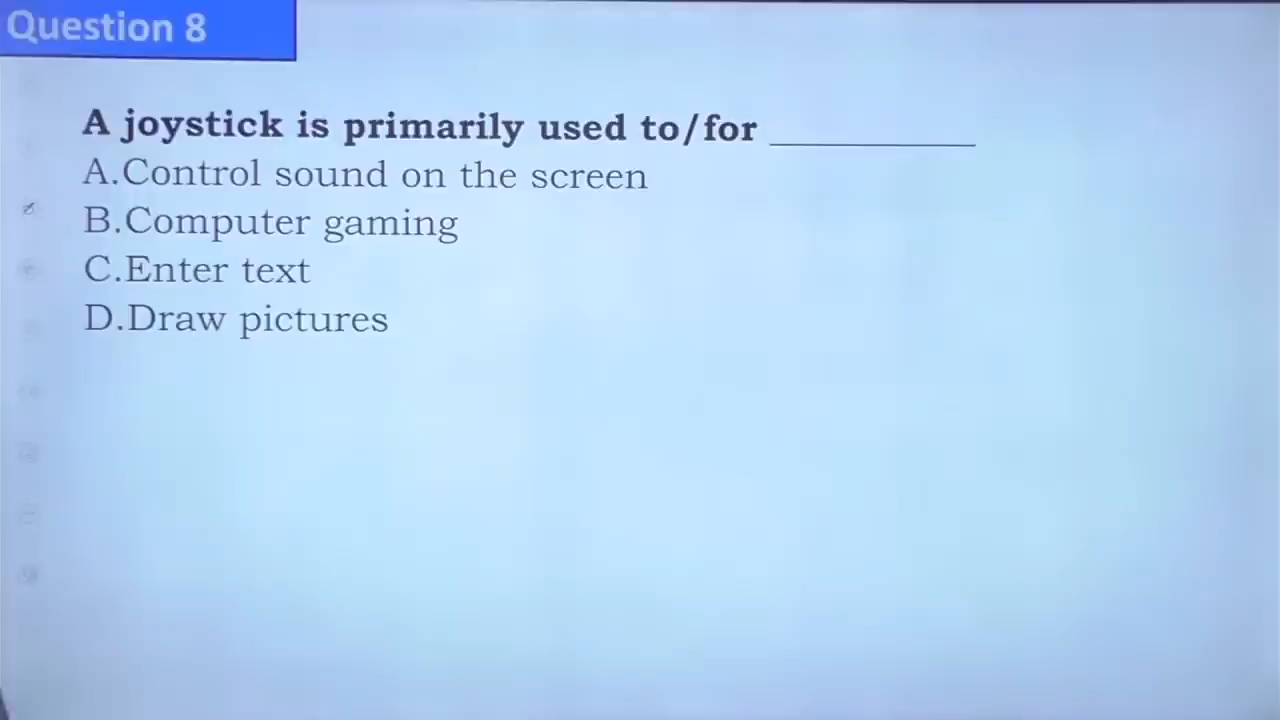 Question 8
A joystick is primarily used to/for __________
A.Control sound on the screen
B.Computer gaming
C.Enter text
D.Draw pictures